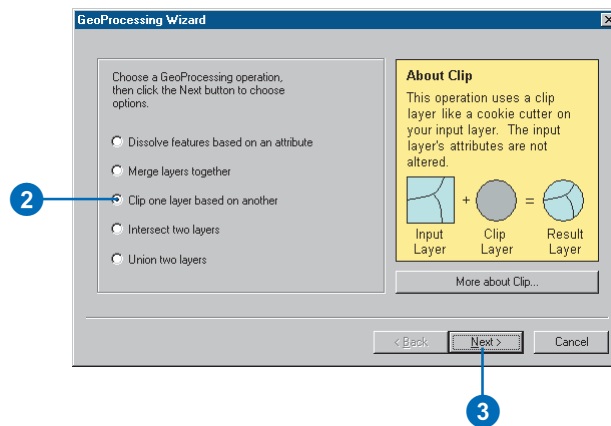 GeoProcessing Wizard
Choose a GeoProcessing operation,
then click the Next button to choose
options.
Dissolve features based on an attribute
Merge layers together
2
Clip one layer based on another
Intersect two layers
Union two layers
About Clip
This operation uses a clip
layer like a cookie cutter on
your input layer. The input
layer's attributes are not
altered.
+ =
Input Clip Result
Layer Layer Layer
More about Clip...
< Back Next > Cancel
3